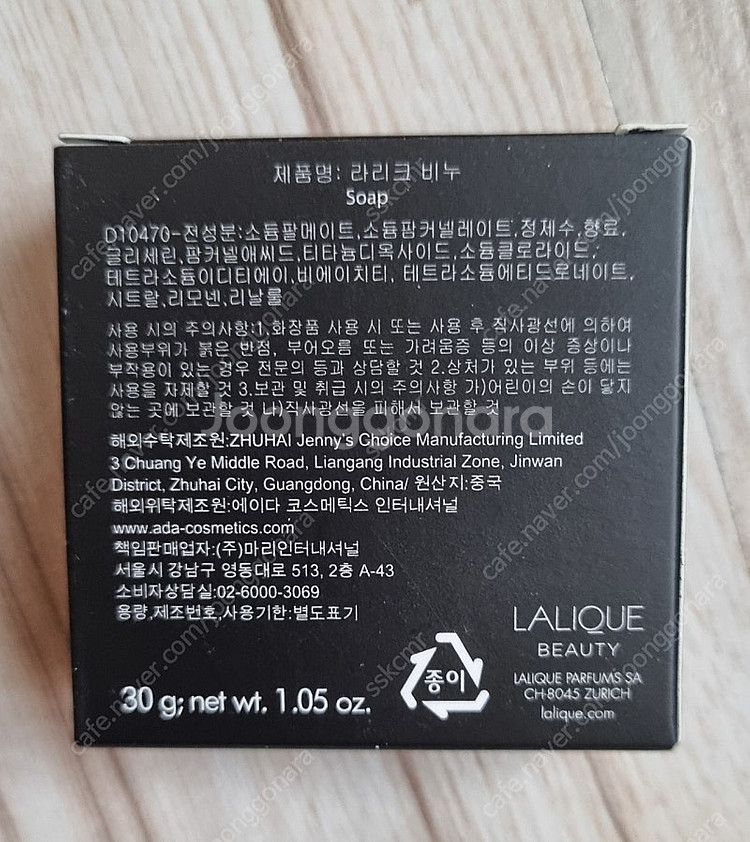 제품명: 라리크 비누
Soap
D10470-전성분:소듐팔메이트,소듐팜커넬레이트,정제수,향료,
글리세린,팜커넬애씨드,티타늄디옥사이드,소듐클로라이드,
테트라소듐이디티에이,비에이치티, 테트라소듐에티드로네이트,
시트랄,리모넨,리날룰
사용 시의 주의사항:1.화장품 사용 시 또는 사용 후 직사광선에 의하여
사용부위가 붉은 반점, 부어오름 또는 가려움증 등의 이상 증상이나
부작용이 있는 경우 전문의 등과 상담할 것 2.상처가 있는 부위 등에는
사용을 자제할 것 3.보관 및 취급 시의 주의사항 가)어린이의 손이 닿지
않는 곳에 보관할 것 나)직사광선을 피해서 보관할 것
Joonggonara
해외수탁제조원:ZHUHAI Jenny's Choice Manufacturing Limited
3 Chuang Ye Middle Road, Liangang Industrial Zone, Jinwan
District, Zhuhai City, Guangdong, China/ 원산지:중국
해외위탁제조원:에이다 코스메틱스 인터내셔널
www.ada-cosmetics.com
책임판매업자:(주)마리인터내셔널
서울시 강남구 영동대로 513, 2층 A-43
소비자상담실:02-6000-3069
용량,제조번호,사용기한:별도표기
30 g; net wt. 1.05 oz.
종이
LALIQUE
BEAUTY
LALIQUE PARFUMS SA
CH-8045 ZURICH
lalique.com
cafe.naver.com/joonggonara
sskcmr